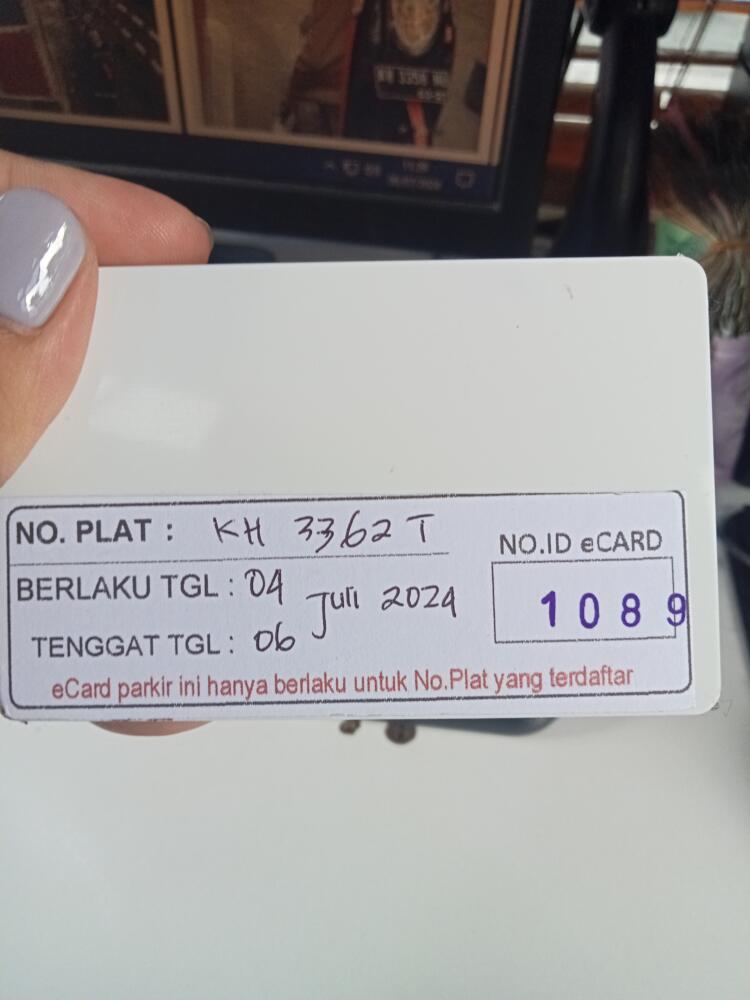 NO. PLAT : KH 3362 T
NO.ID eCARD
BERLAKU TGL : 04 Juli 2024
1089
TENGGAT TGL : 06
eCard parkir ini hanya berlaku untuk No.Plat yang terdaftar